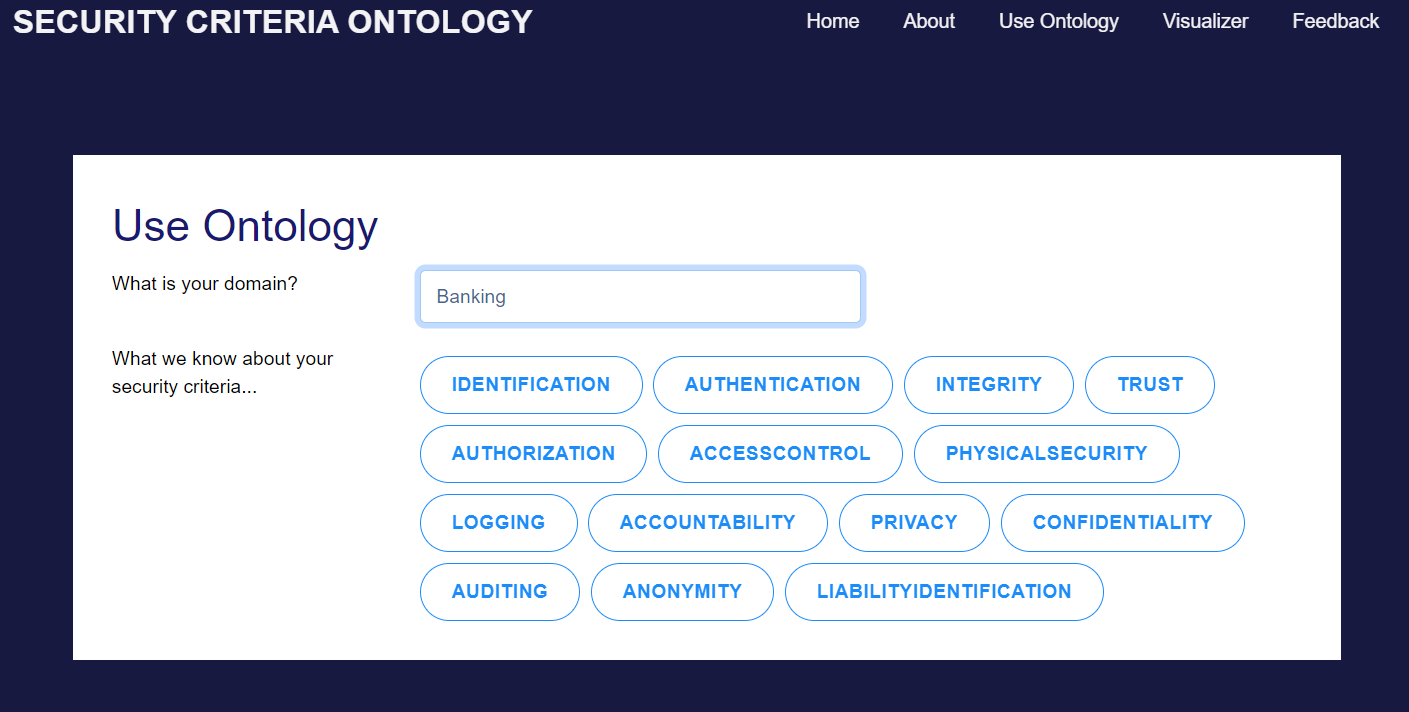 SECURITY CRITERIA ONTOLOGY
Home About Use Ontology Visualizer Feedback
Use Ontology
What is your domain?
Banking
What we know about your
security criteria...
IDENTIFICATION AUTHENTICATION INTEGRITY TRUST
AUTHORIZATION ACCESSCONTROL PHYSICALSECURITY
LOGGING ACCOUNTABILITY PRIVACY CONFIDENTIALITY
AUDITING ANONYMITY LIABILITYIDENTIFICATION